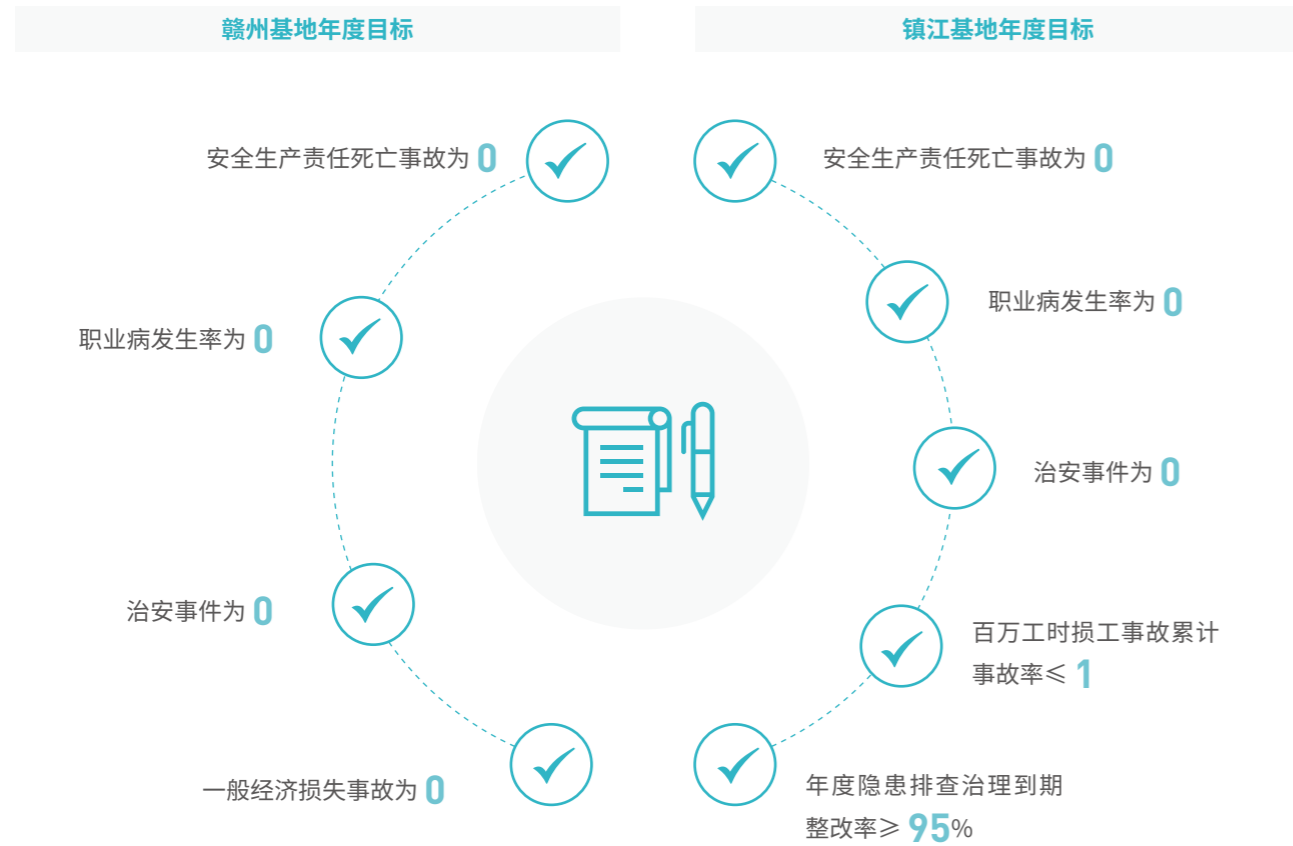 赣州基地年度目标
安全生产责任死亡事故为 0
职业病发生率为 0
治安事件为 0
一般经济损失事故为 0
镇江基地年度目标
安全生产责任死亡事故为 0
职业病发生率为 0
治安事件为 0
百万工时损工事故累计
事故率≤ 1
年度隐患排查治理到期
整改率≥ 95%